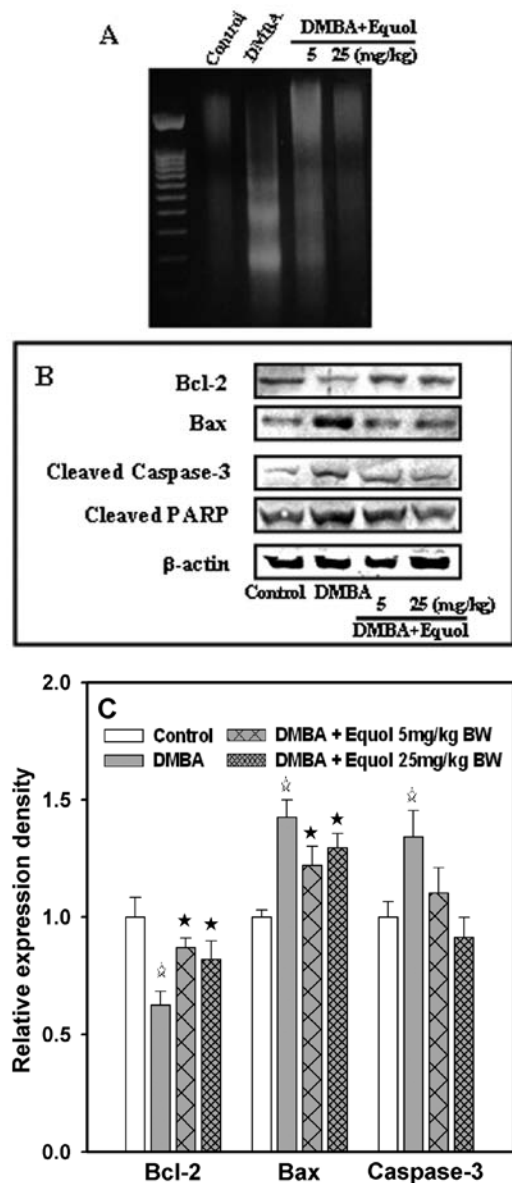 A
Control
DMBA
DMBA+Equol
5 25 (mg/kg)
B
Bcl-2
Bax
Cleaved Caspase-3
Cleaved PARP
β-actin
Control DMBA
5 25 (mg/kg)
DMBA+Equol
C
Control
DMBA + Equol 5mg/kg BW
DMBA
DMBA + Equol 25mg/kg BW
Relative expression density
2.0
1.5
1.0
0.5
0.0
Bcl-2 Bax Caspase-3